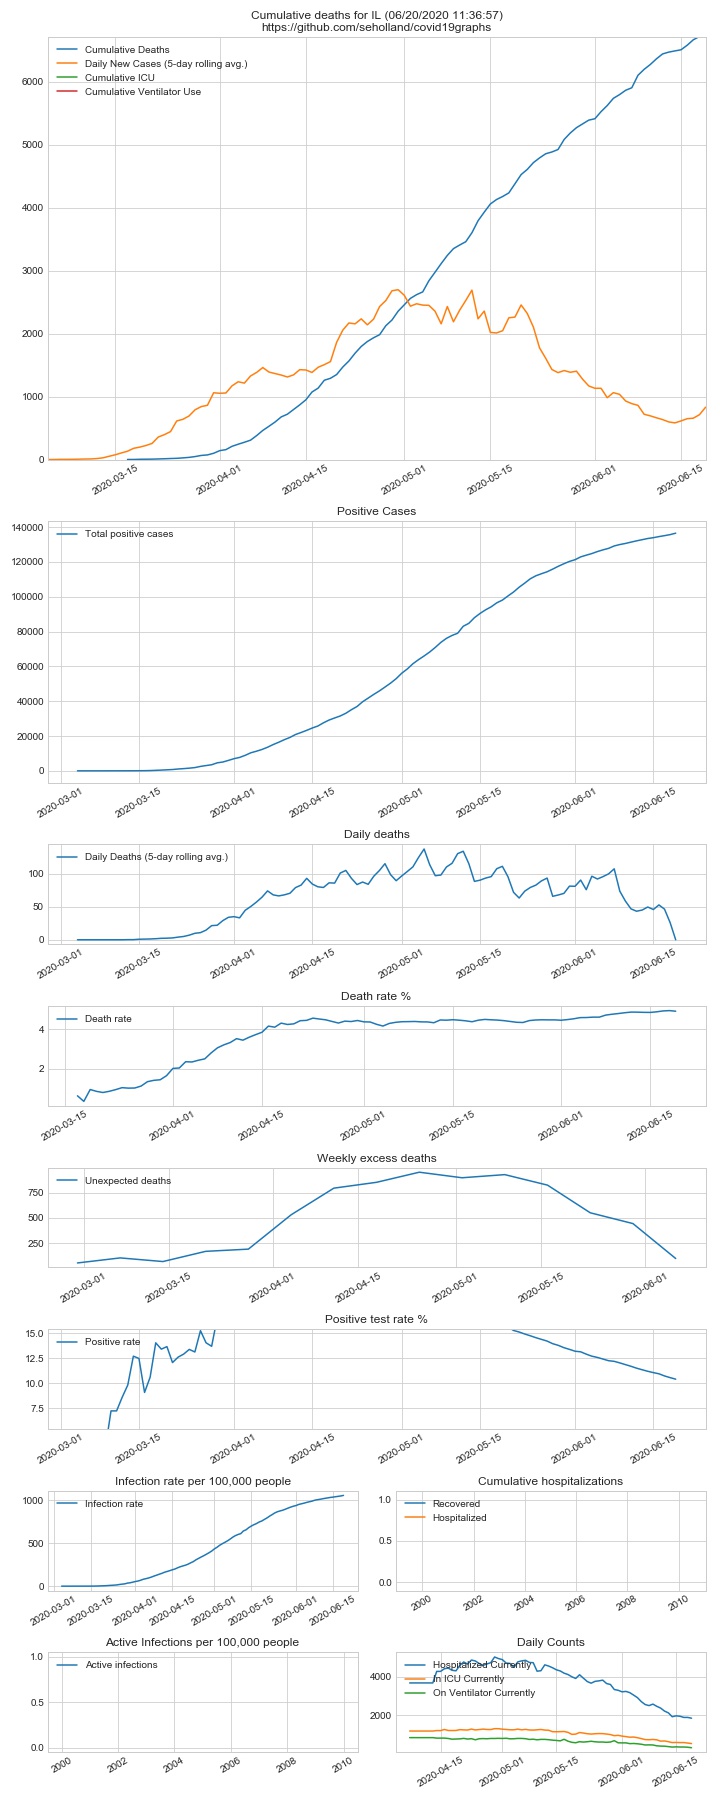 Cumulative deaths for IL (06/20/2020 11:36:57)
https://github.com/seholland/covid19graphs
Cumulative Deaths
Daily New Cases (5-day rolling avg.)
Cumulative ICU
Cumulative Ventilator Use
6000
5000
4000
3000
2000
1000
0
2020-03-15 2020-04-01 2020-04-15 2020-05-01 2020-05-15 2020-06-01 2020-06-15
Positive Cases
Total positive cases
140000
120000
100000
80000
60000
40000
20000
0
2020-03-01 2020-03-15 2020-04-01 2020-04-15 2020-05-01 2020-05-15 2020-06-01 2020-06-15
Daily deaths
Daily Deaths (5-day rolling avg.)
100
50
0
2020-03-01 2020-03-15 2020-04-01 2020-04-15 2020-05-01 2020-05-15 2020-06-01 2020-06-15
Death rate %
Death rate
4
2
2020-03-15 2020-04-01 2020-04-15 2020-05-01 2020-05-15 2020-06-01 2020-06-15
Weekly excess deaths
Unexpected deaths
750
500
250
2020-03-01 2020-03-15 2020-04-01 2020-04-15 2020-05-01 2020-05-15 2020-06-01
Positive test rate %
Positive rate
15.0
12.5
10.0
7.5
2020-03-01 2020-03-15 2020-04-01 2020-04-15 2020-05-01 2020-05-15 2020-06-01 2020-06-15
Infection rate per 100,000 people
Infection rate
1000
500
0
2020-03-01 2020-03-15 2020-04-01 2020-04-15 2020-05-01 2020-05-15 2020-06-01 2020-06-15
Cumulative hospitalizations
Recovered
Hospitalized
1.0
0.5
0.0
2000 2002 2004 2006 2008 2010
Active Infections per 100,000 people
Active infections
1.0
0.5
0.0
2000 2002 2004 2006 2008 2010
Daily Counts
Hospitalized Currently
In ICU Currently
On Ventilator Currently
4000
2000
2020-04-15 2020-05-01 2020-05-15 2020-06-01 2020-06-15